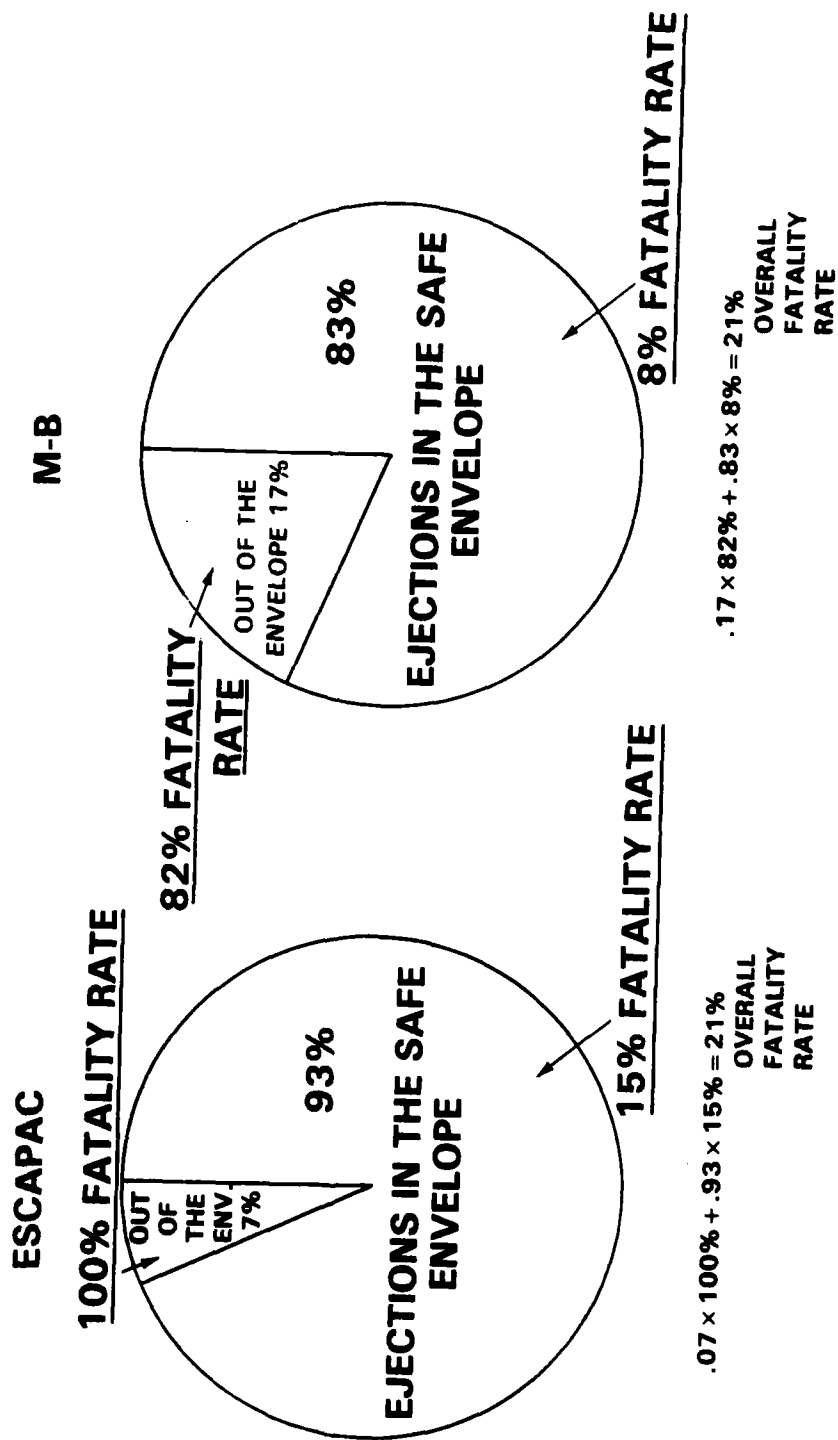 ESCAPAC
100% FATALITY RATE
OUT
OF
THE
ENV.
7%
93%
EJECTIONS IN THE SAFE
ENVELOPE
15% FATALITY RATE
.07 × 100% + .93 × 15% = 21%
OVERALL
FATALITY
RATE
M-B
82% FATALITY
RATE
OUT OF THE
ENVELOPE 17%
83%
EJECTIONS IN THE SAFE
ENVELOPE
8% FATALITY RATE
.17 × 82% + .83 × 8% = 21%
OVERALL
FATALITY
RATE